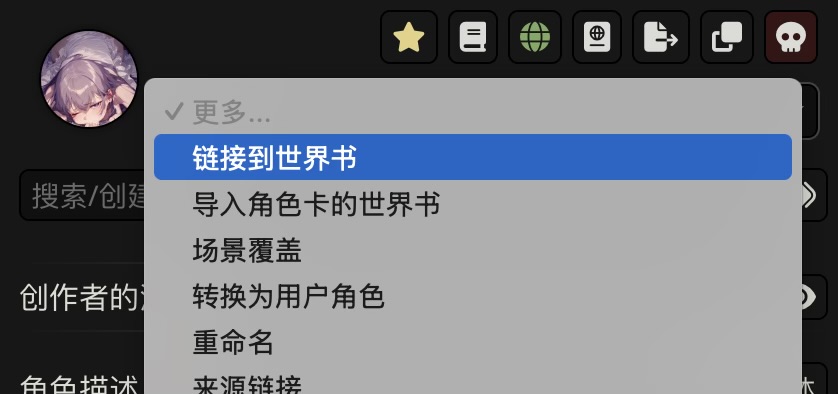 更多...
链接到世界书
导入角色卡的世界书
搜索/创建
场景覆盖
创作者的
转换为用户角色
重命名
角色描述
来源链接